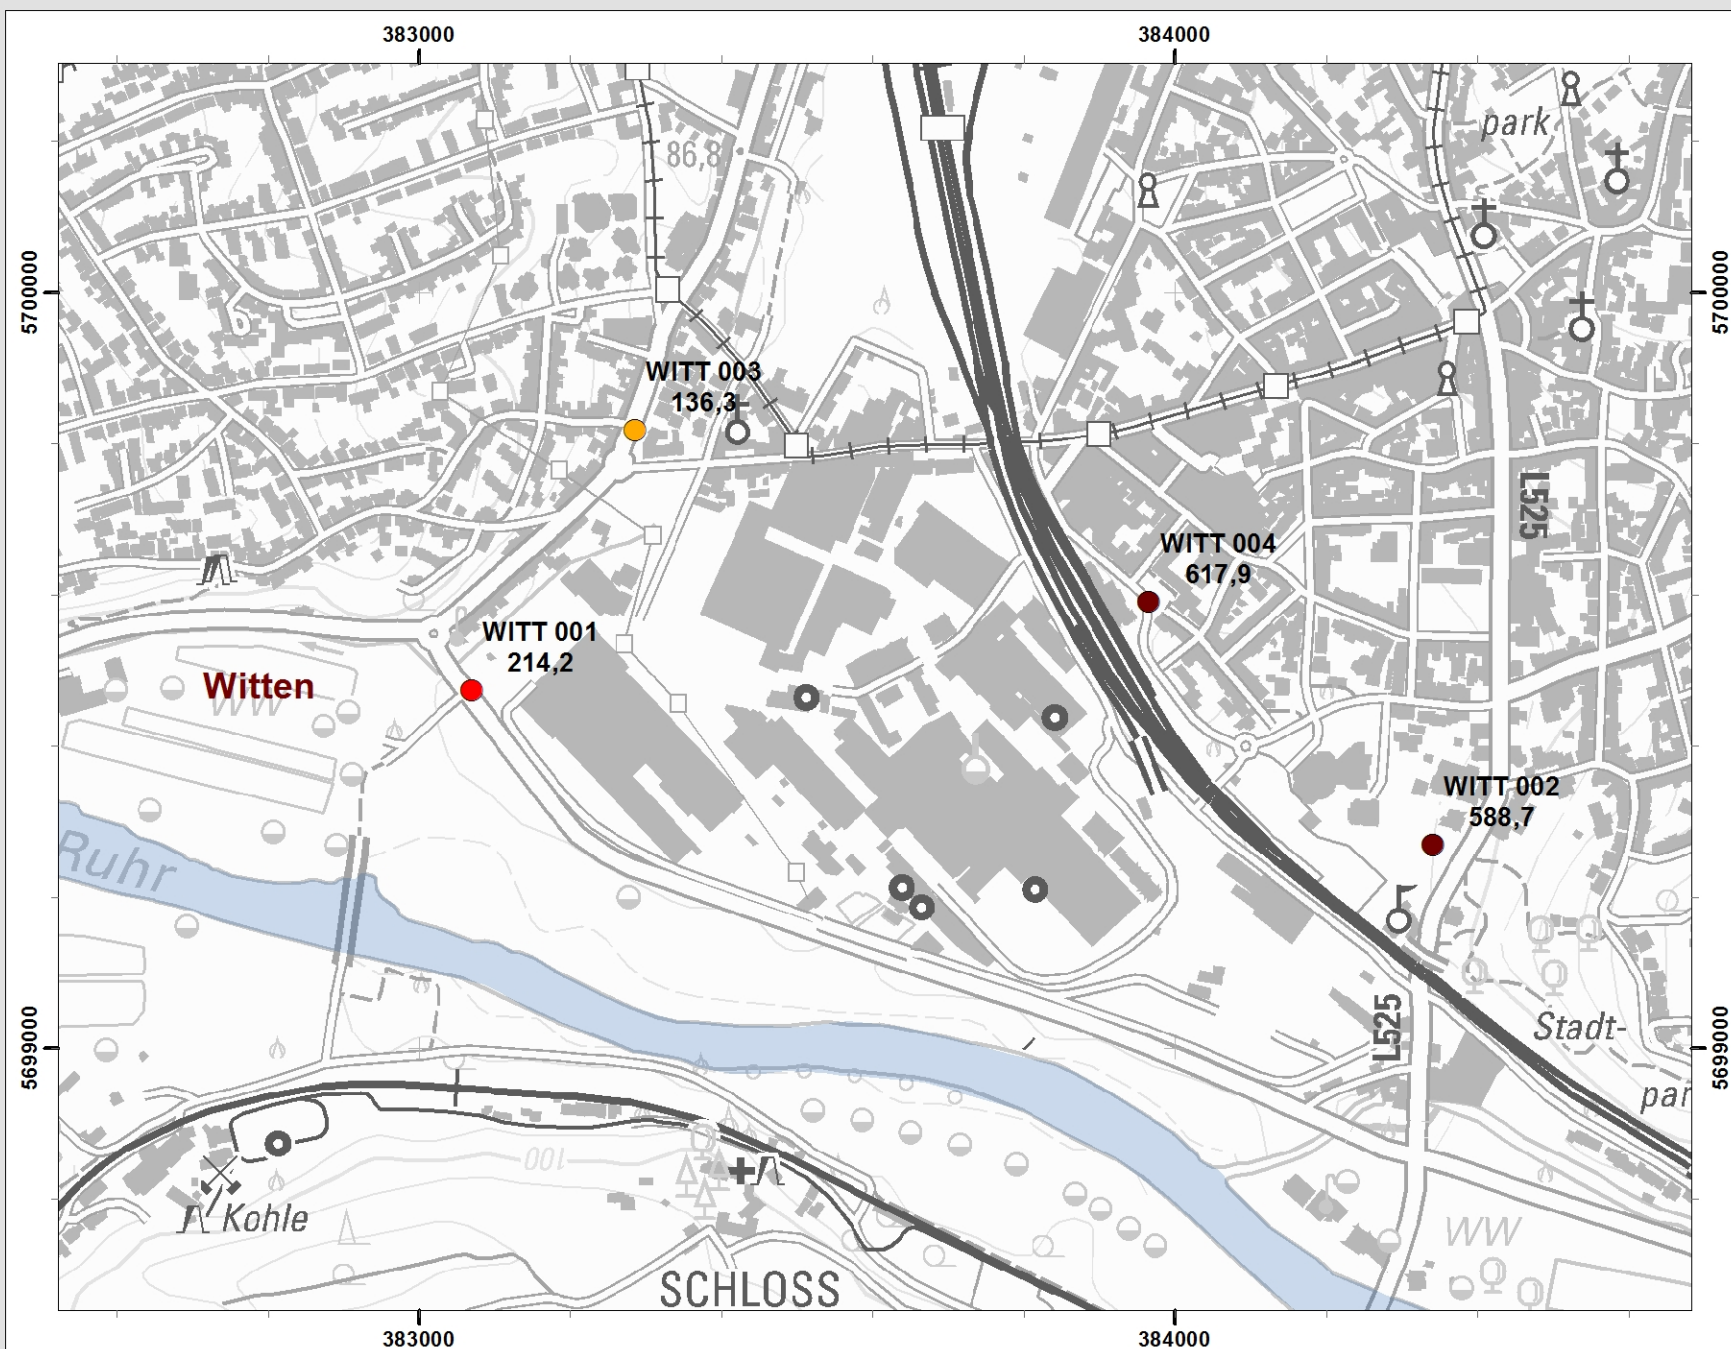 383000
384000
park
86,8
5700000
5700000
WITT 003
136,3
L525
WITT 004
617,9
WITT 001
214,2
Witten
WW
WITT 002
588,7
Ruhr
L525
Stadt-
5699000
5699000
par
100
Kohle
WW
SCHLOSS
383000
384000